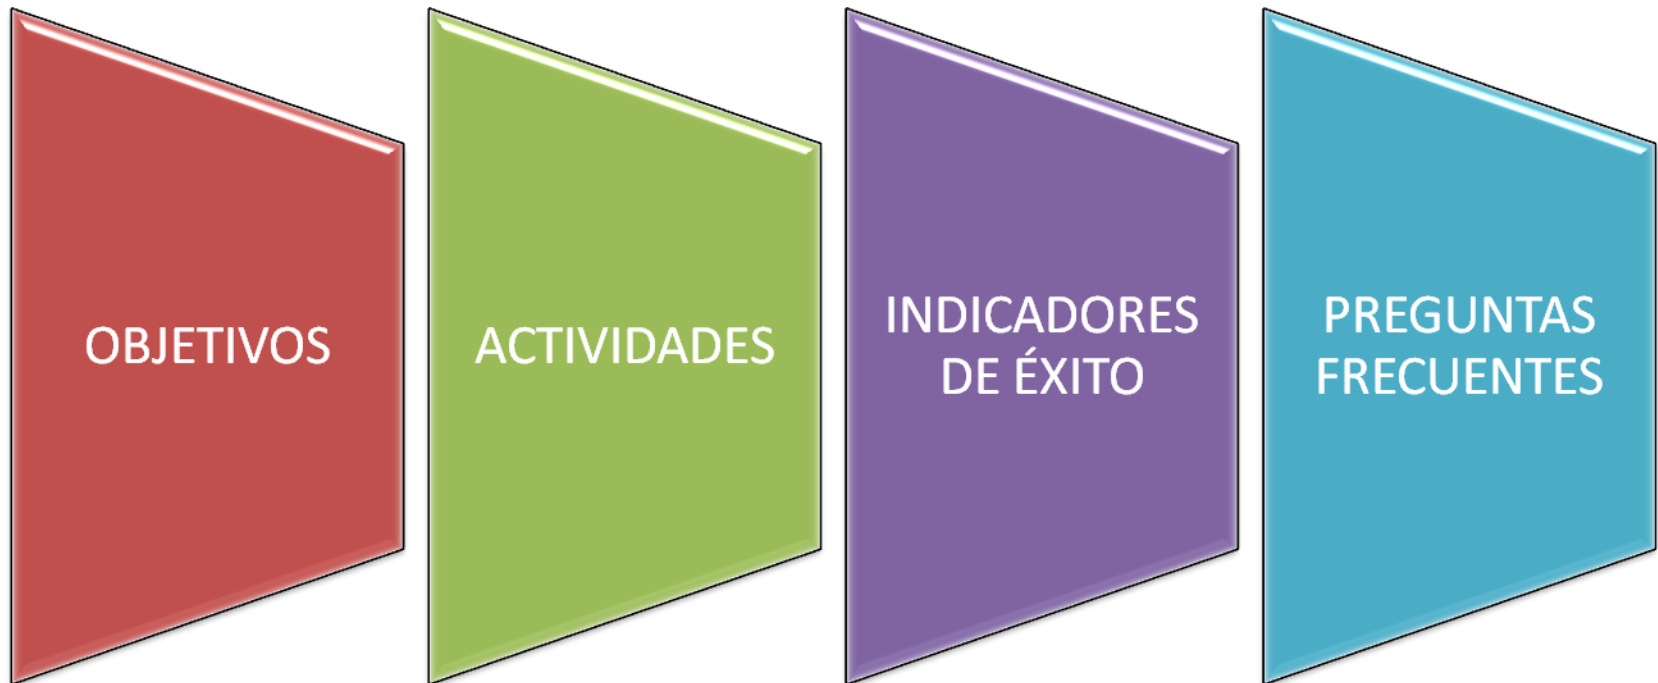 OBJETIVOS
ACTIVIDADES
INDICADORES
DE ÉXITO
PREGUNTAS
FRECUENTES